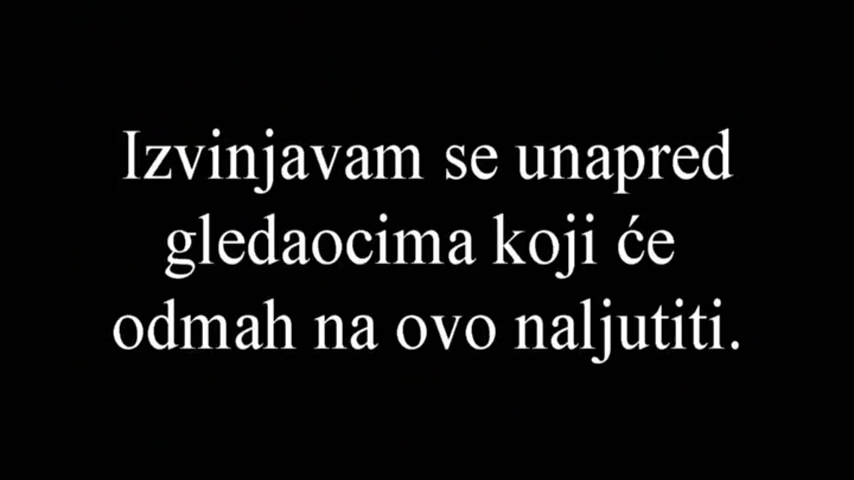 Izvinjavam se unapred
gledaocima koji će
odmah na ovo naljutiti.